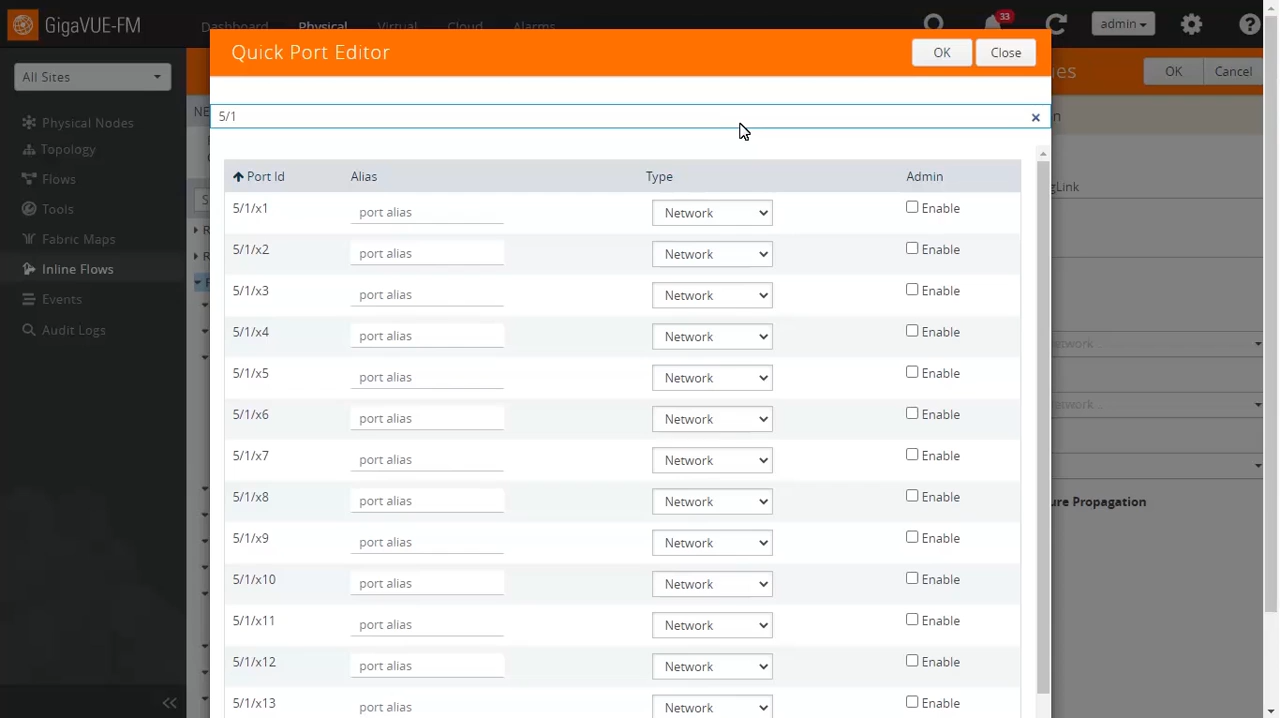 GigaVUE-FM
Dashboard
Physical
Virtual
Cloud
Alarms
33
admin
All Sites
Physical Nodes
Topology
Flows
Tools
Fabric Maps
Inline Flows
Events
Audit Logs
Quick Port Editor
OK
Close
OK
Cancel
5/1
Port Id Alias Type Admin
5/1/x1 port alias Network Enable
5/1/x2 port alias Network Enable
5/1/x3 port alias Network Enable
5/1/x4 port alias Network Enable
5/1/x5 port alias Network Enable
5/1/x6 port alias Network Enable
5/1/x7 port alias Network Enable
5/1/x8 port alias Network Enable
5/1/x9 port alias Network Enable
5/1/x10 port alias Network Enable
5/1/x11 port alias Network Enable
5/1/x12 port alias Network Enable
5/1/x13 port alias Network Enable